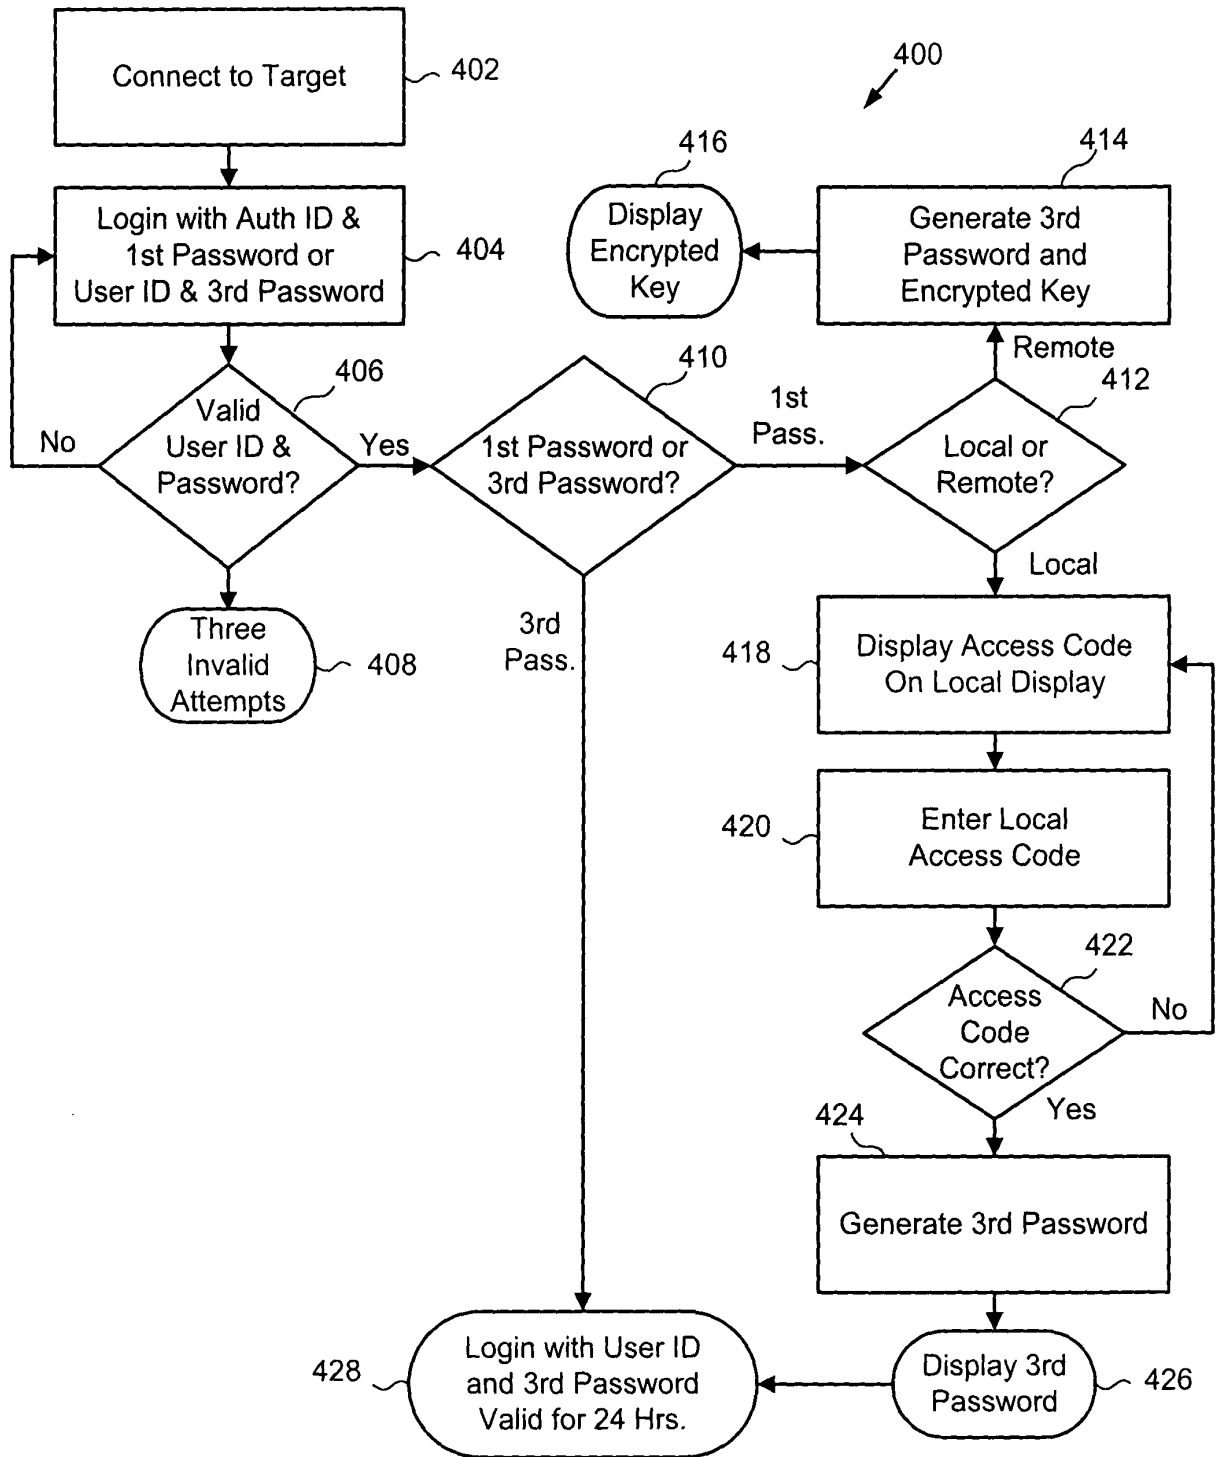 Connect to Target
402
400
Login with Auth ID &
1st Password or
User ID & 3rd Password
404
416
Display
Encrypted
Key
414
Generate 3rd
Password and
Encrypted Key
Remote
406
Valid
User ID &
Password?
No
Yes
410
1st Password or
3rd Password?
1st
Pass.
412
Local or
Remote?
Local
Three
Invalid
Attempts
408
3rd
Pass.
418
Display Access Code
On Local Display
420
Enter Local
Access Code
422
Access
Code
Correct?
No
Yes
424
Generate 3rd Password
428
Login with User ID
and 3rd Password
Valid for 24 Hrs.
Display 3rd
Password
426